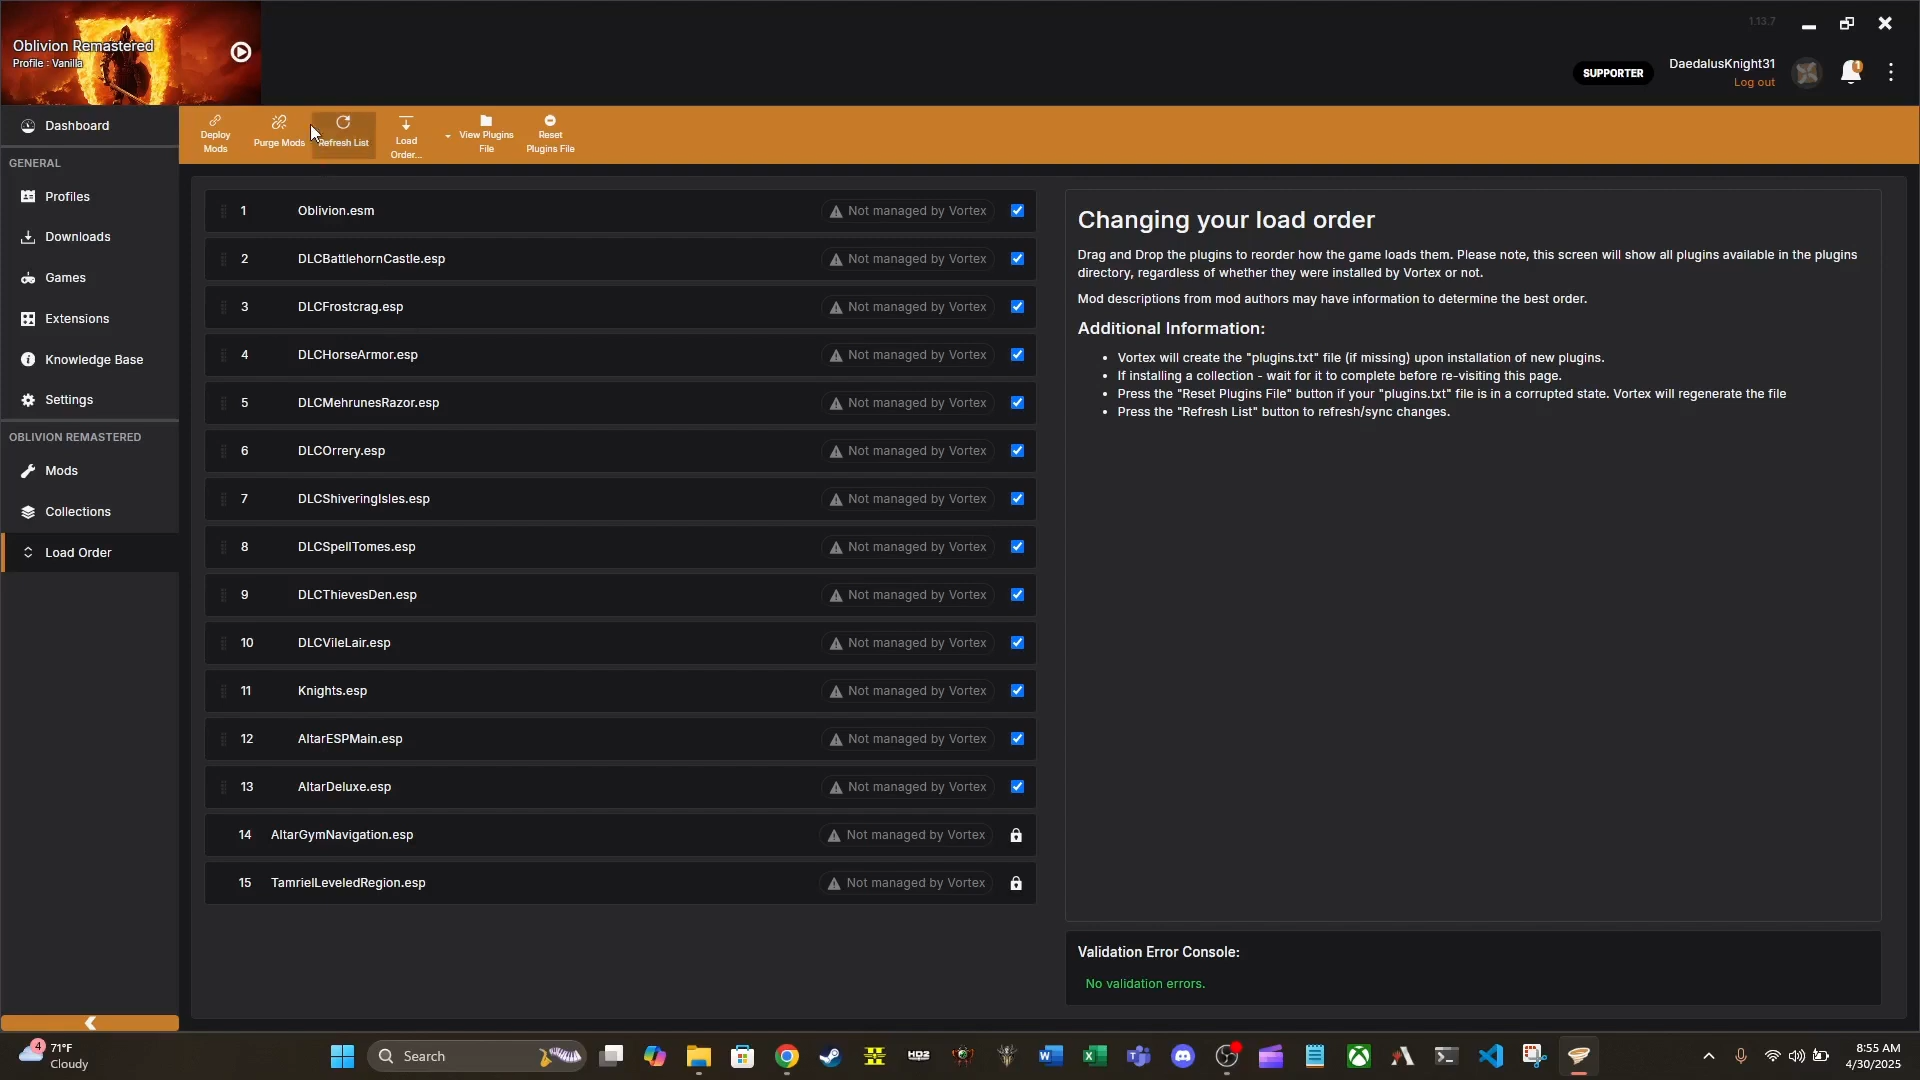 Oblivion Remastered
Profile : Vanilla
1.13.7
SUPPORTER
DaedalusKnight31
Log out
1
Dashboard
GENERAL
Profiles
Downloads
Games
Extensions
Knowledge Base
Settings
OBLIVION REMASTERED
Mods
Collections
Load Order
Deploy Mods
Purge Mods
Refresh List
Load Order...
View Plugins File
Reset Plugins File
1 Oblivion.esm Not managed by Vortex
2 DLCBattlehornCastle.esp Not managed by Vortex
3 DLCFrostcrag.esp Not managed by Vortex
4 DLCHorseArmor.esp Not managed by Vortex
5 DLCMehrunesRazor.esp Not managed by Vortex
6 DLCOrrery.esp Not managed by Vortex
7 DLCShiveringIsles.esp Not managed by Vortex
8 DLCSpellTomes.esp Not managed by Vortex
9 DLCThievesDen.esp Not managed by Vortex
10 DLCVileLair.esp Not managed by Vortex
11 Knights.esp Not managed by Vortex
12 AltarESPMain.esp Not managed by Vortex
13 AltarDeluxe.esp Not managed by Vortex
14 AltarGymNavigation.esp Not managed by Vortex
15 TamrielLeveledRegion.esp Not managed by Vortex
Changing your load order
Drag and Drop the plugins to reorder how the game loads them. Please note, this screen will show all plugins available in the plugins
directory, regardless of whether they were installed by Vortex or not.
Mod descriptions from mod authors may have information to determine the best order.
Additional Information:
• Vortex will create the "plugins.txt" file (if missing) upon installation of new plugins.
• If installing a collection - wait for it to complete before re-visiting this page.
• Press the "Reset Plugins File" button if your "plugins.txt" file is in a corrupted state. Vortex will regenerate the file
• Press the "Refresh List" button to refresh/sync changes.
Validation Error Console:
No validation errors.
4
71°F
Cloudy
Search
HD2
8:55 AM
4/30/2025